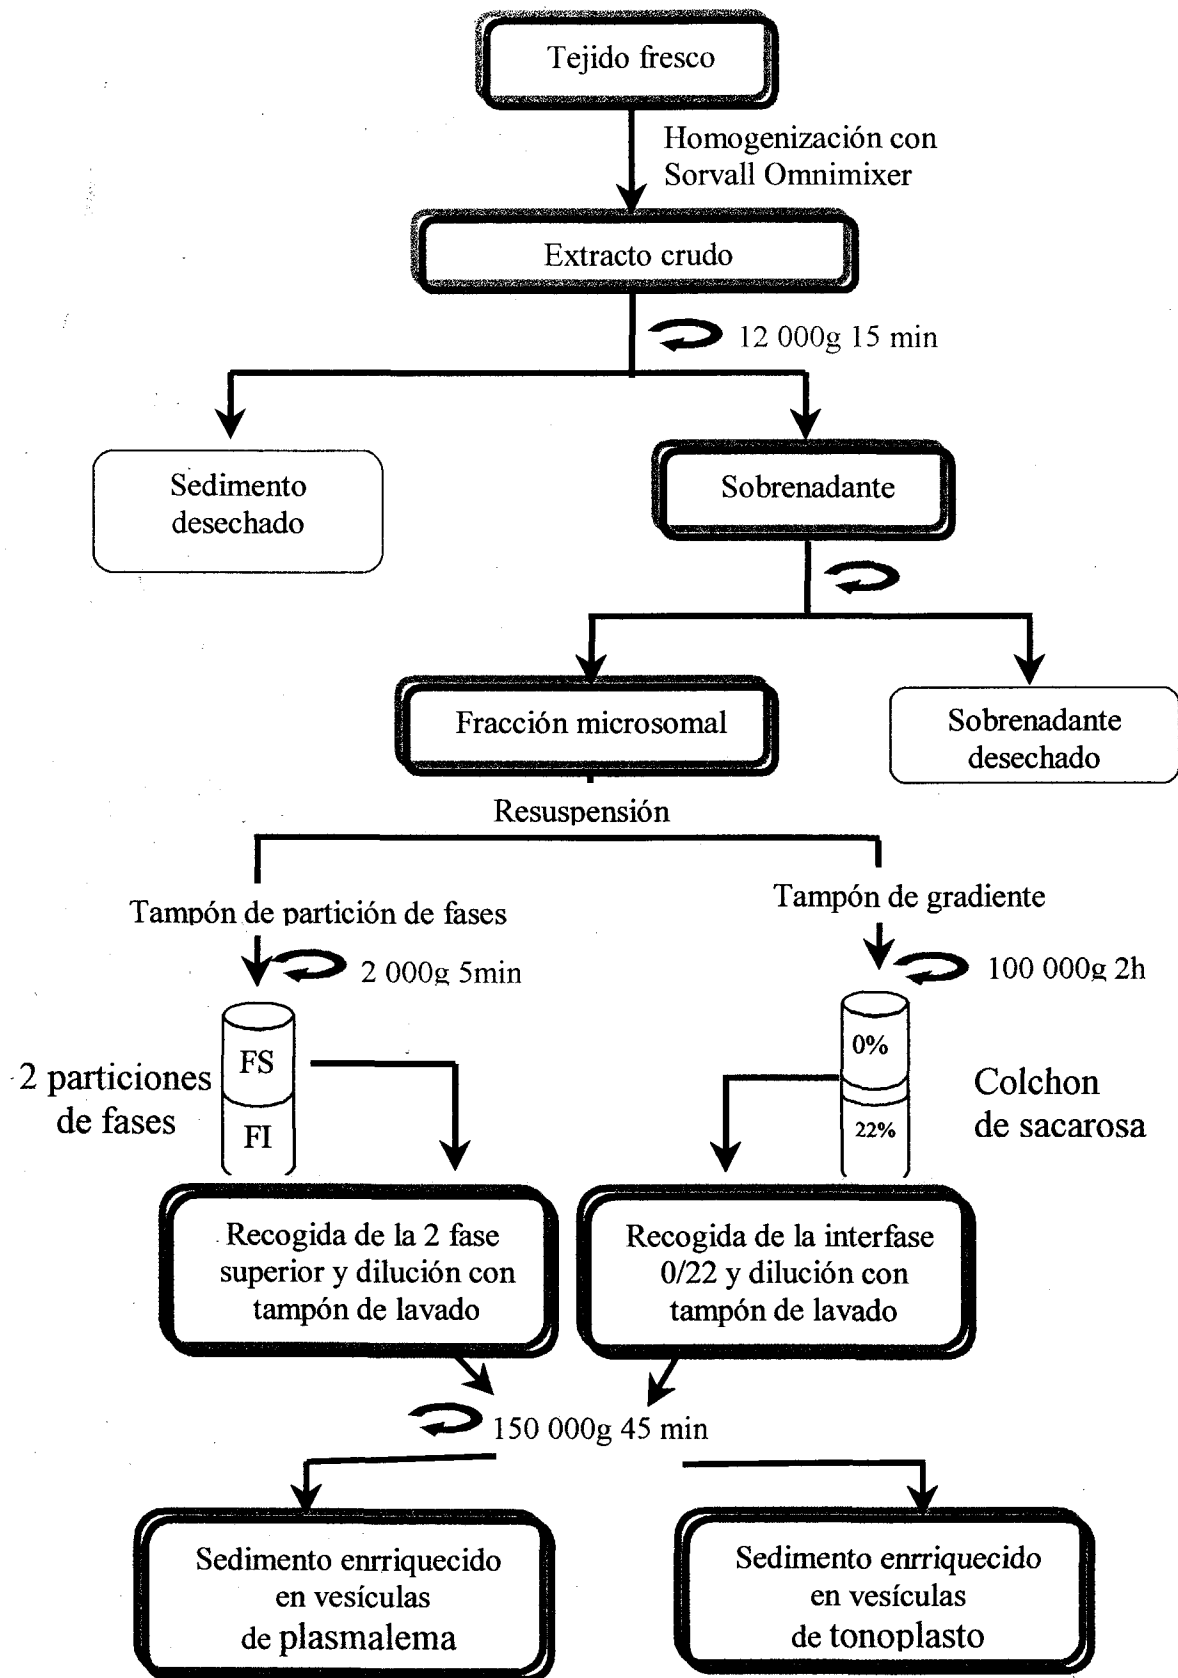 Tejido fresco
Homogenización con
Sorvall Omnimixer
Extracto crudo
12 000g 15 min
Sedimento
desechado
Sobrenadante
Fracción microsomal
Sobrenadante
desechado
Resuspensión
Tampón de partición de fases
Tampón de gradiente
2 000g 5min
100 000g 2h
2 particiones
de fases
FS
FI
0%
22%
Colchon
de sacarosa
Recogida de la 2 fase
superior y dilución con
tampón de lavado
Recogida de la interfase
0/22 y dilución con
tampón de lavado
150 000g 45 min
Sedimento enrriquecido
en vesículas
de plasmalema
Sedimento enrriquecido
en vesículas
de tonoplasto